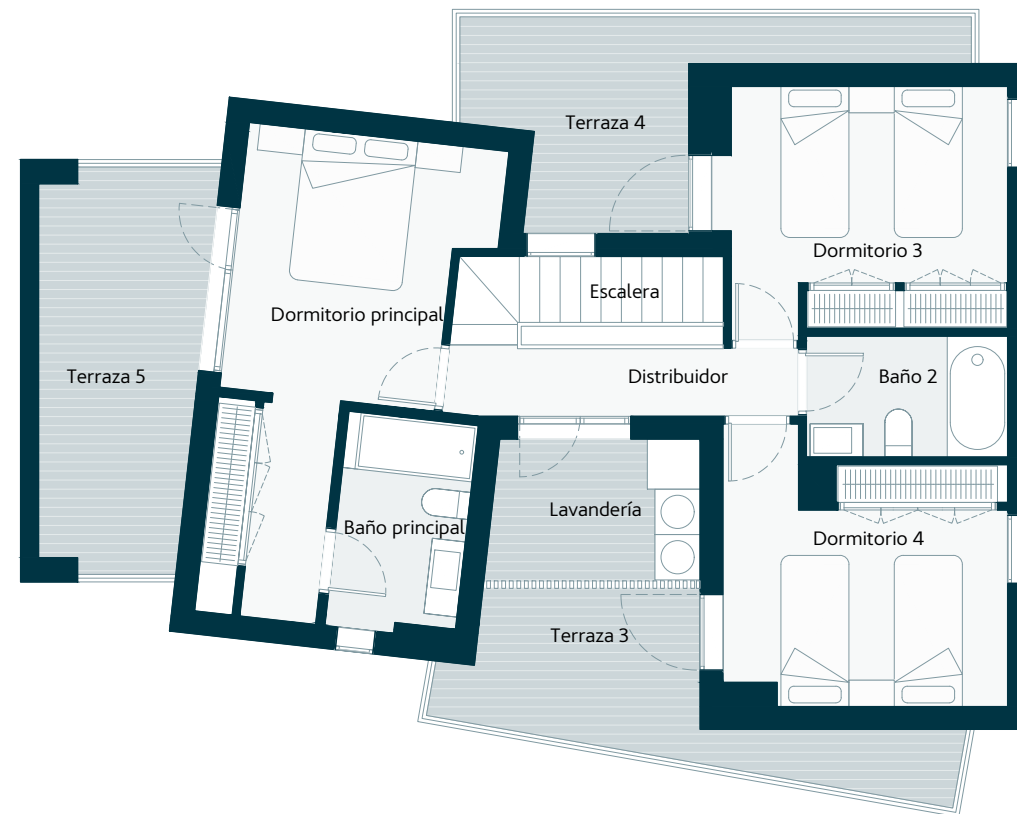 Terraza 4
Dormitorio 3
Escalera
Dormitorio principal
Terraza 5
Distribuidor
Baño 2
Lavandería
Baño principal
Dormitorio 4
Terraza 3